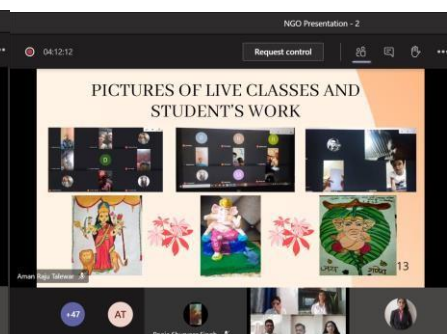 NGO Presentation - 2
04:12:12
Request control
PICTURES OF LIVE CLASSES AND
STUDENT'S WORK
13
Aman Raju Talewar
+47
AT